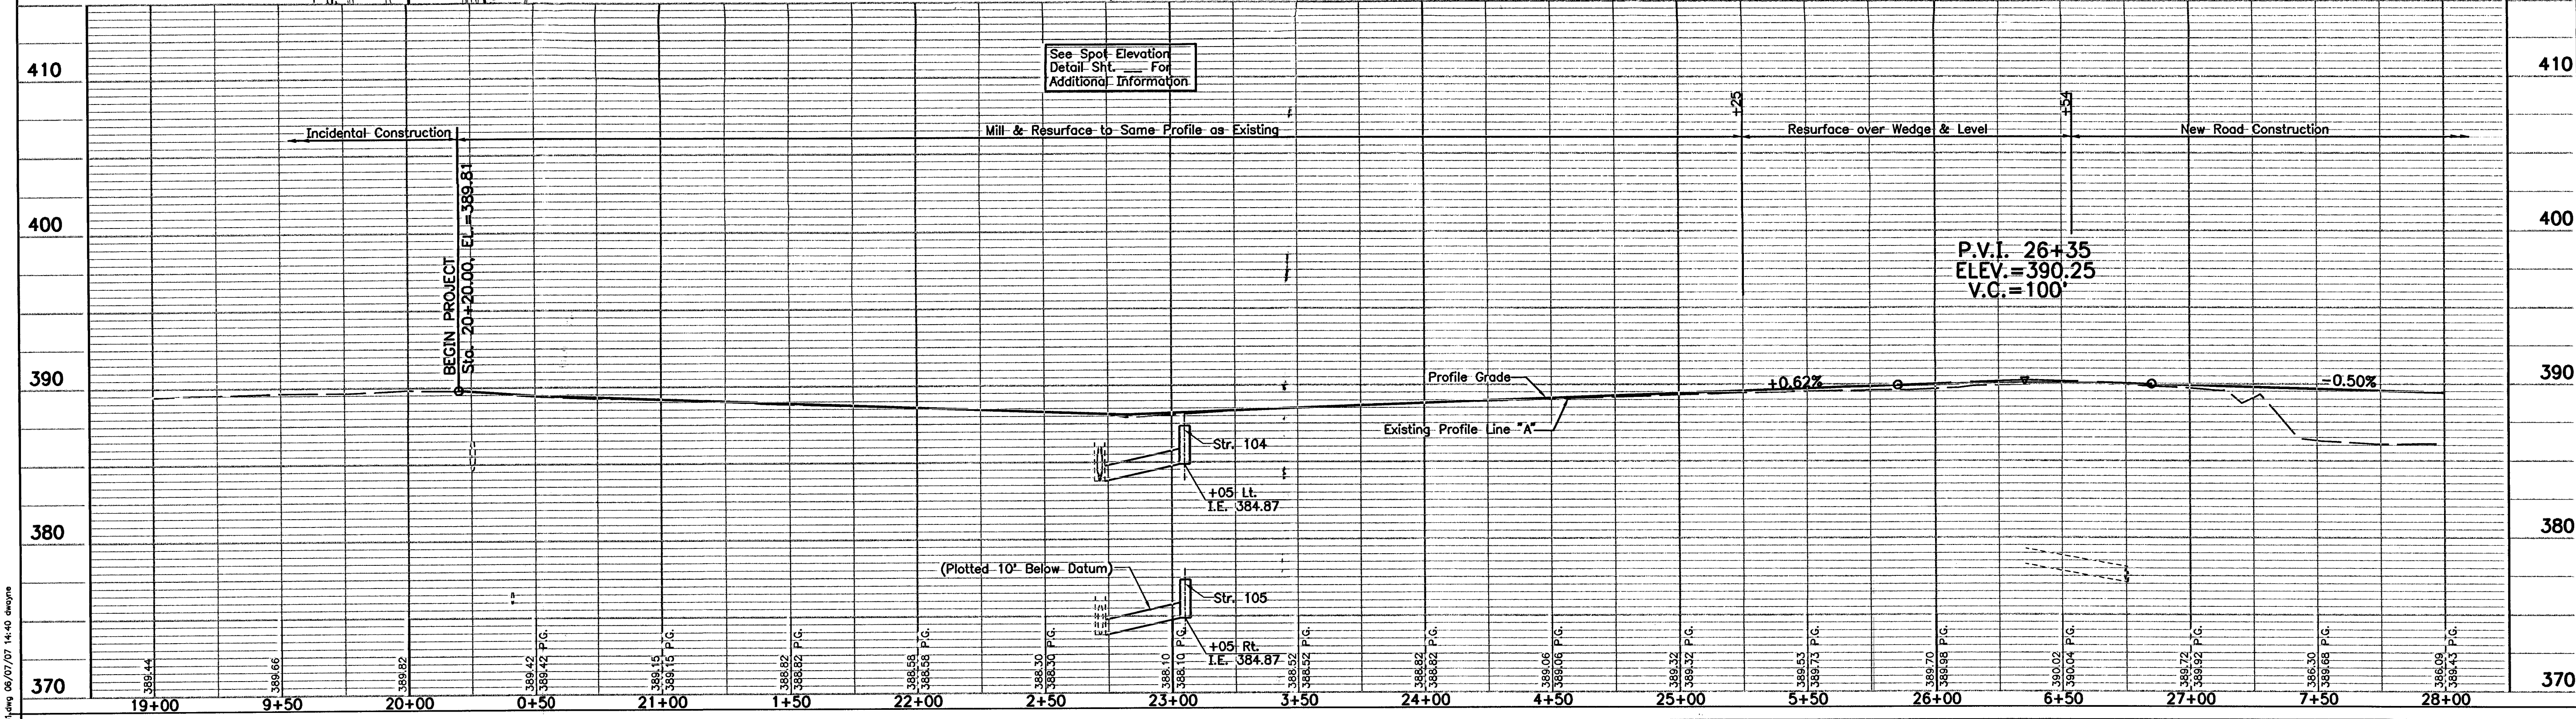 See Spot Elevation
Detail Sht. ___ For
Additional Information
410
410
Incidental Construction
Mill & Resurface to Same Profile as Existing
+25
Resurface over Wedge & Level
+54
New Road Construction
BEGIN PROJECT
Sta. 20+20.00, EL.=389.81
400
400
P.V.I. 26+35
ELEV.=390.25
V.C.=100'
390
390
Profile Grade
+0.62%
-0.50%
Existing Profile Line "A"
Str. 104
+05 Lt.
I.E. 384.87
380
380
(Plotted 10' Below Datum)
Str. 105
+05 Rt.
I.E. 384.87
389.44
389.66
389.82
389.42
389.42 P.G.
389.15
389.15 P.G.
388.82
388.82 P.G.
388.58
388.58 P.G.
388.30
388.30 P.G.
388.10
388.10 P.G.
388.52
388.52 P.G.
388.82
388.82 P.G.
389.06
389.06 P.G.
389.32
389.32 P.G.
389.53
389.73 P.G.
389.70
389.98 P.G.
390.02
390.04 P.G.
389.72
389.92 P.G.
386.30
389.68 P.G.
386.09
389.43 P.G.
370
370
19+00
9+50
20+00
0+50
21+00
1+50
22+00
2+50
23+00
3+50
24+00
4+50
25+00
5+50
26+00
6+50
27+00
7+50
28+00
1.dwg 06/07/07 14:40 dwayne